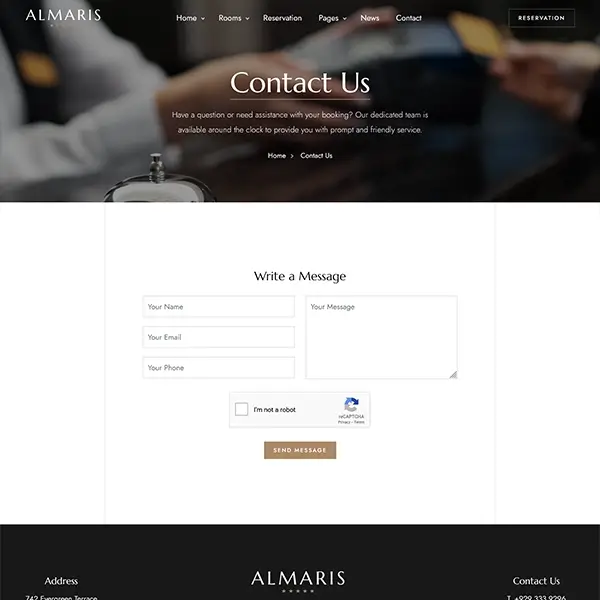 ALMARIS
Home Rooms Reservation Pages News Contact
RESERVATION
Contact Us
Have a question or need assistance with your booking? Our dedicated team is
available around the clock to provide you with prompt and friendly service.
Home > Contact Us
Write a Message
Your Name
Your Message
Your Email
Your Phone
I'm not a robot
reCAPTCHA
Privacy - Terms
SEND MESSAGE
Address
ALMARIS
Contact Us
742 Evergreen Terrace
T. +929 333 9296